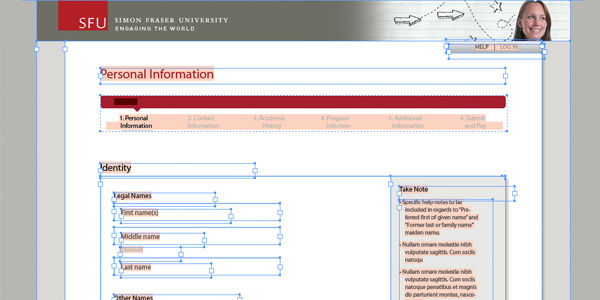 SFU
SIMON FRASER UNIVERSITY
ENGAGING THE WORLD
HELP | LOG IN
Personal Information
1. Personal Information
2. Contact Information
3. Academic History
4. Program Selection
5. Additional Information
6. Submit and Pay
Identity
Legal Names
First name(s)
Middle name
optional
Last name
Other Names
Take Note
· Specific help notes to be
included in regards to "Pre-
ferred first of given name" and
"Former last or family name"
maiden name.
· Nullam ornare molestie nibh
vulputate sagittis. Cum sociis
natoqu
· Nullam ornare molestie nibh
vulputate sagittis. Cum sociis
natoque penatibus et magnis
dis parturient montes, nasce-